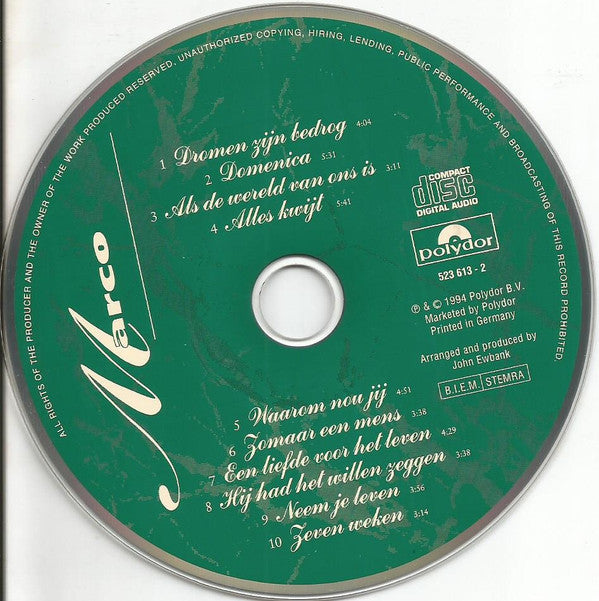 ALL RIGHTS OF THE PRODUCER AND THE OWNER OF THE WORK PRODUCED RESERVED. UNAUTHORIZED COPYING, HIRING, LENDING. PUBLIC PERFORMANCE AND BROADCASTING OF THIS RECORD PROHIBITED.
Marco
1 Dromen zijn bedrog 4:04
2 Domenica 5:31
3 Als de wereld van ons is 3:11
4 Alles kwijt 5:41
COMPACT
disc
DIGITAL AUDIO
polydor
523 613 - 2
℗ & © 1994 Polydor B.V.
Marketed by Polydor
Printed in Germany
Arranged and produced by
John Ewbank
B.I.E.M. STEMRA
5 Waarom nou jij 4:51
6 Zomaar een mens 3:38
7 Een liefde voor het leven 4:29
8 Hij had het willen zeggen 3:38
9 Neem je leven 3:56
10 Zeven weken 3:14